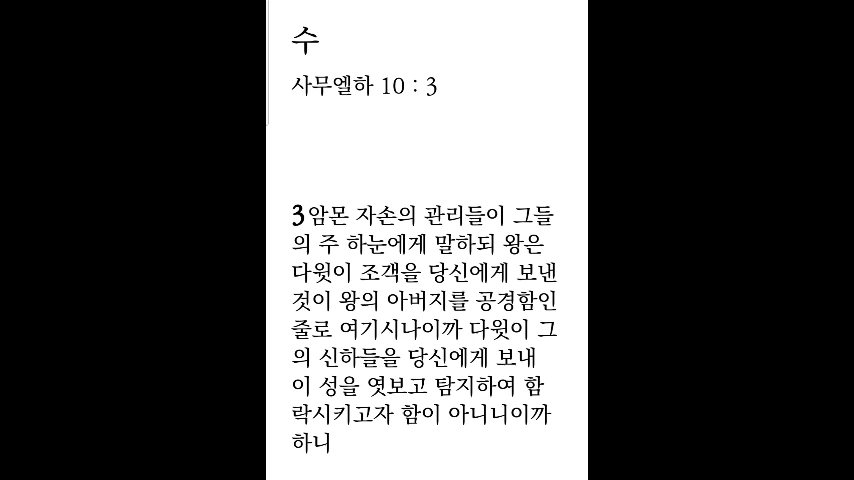 수
사무엘하 10 : 3
3 암몬 자손의 관리들이 그들
의 주 하눈에게 말하되 왕은
다윗이 조객을 당신에게 보낸
것이 왕의 아버지를 공경함인
줄로 여기시나이까 다윗이 그
의 신하들을 당신에게 보내
이 성을 엿보고 탐지하여 함
락시키고자 함이 아니니이까
하니